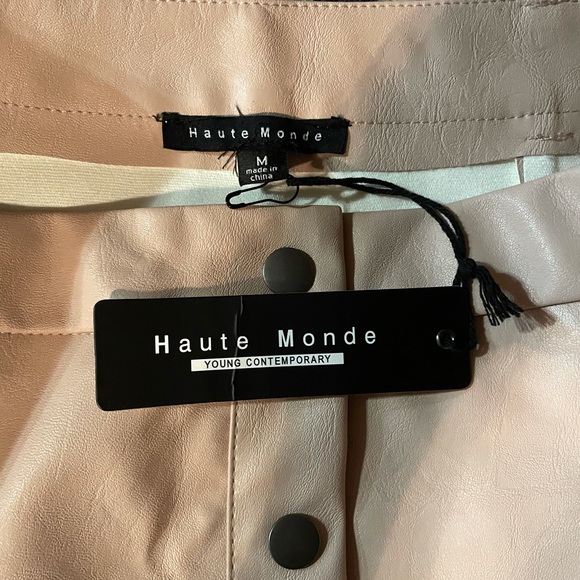 Haute Monde
M
made in
china
Haute Monde
YOUNG CONTEMPORARY